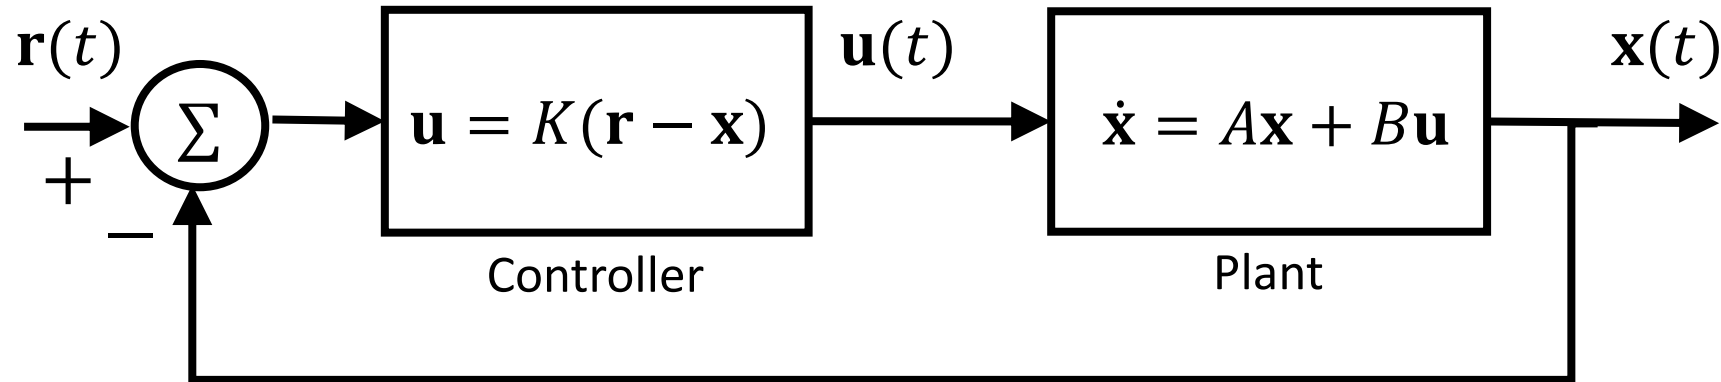 𝐫(𝑡)
+
−
Σ
𝐮 = 𝐾(𝐫 − 𝐱)
Controller
𝐮(𝑡)
𝐱̇ = 𝐴𝐱 + 𝐵𝐮
Plant
𝐱(𝑡)